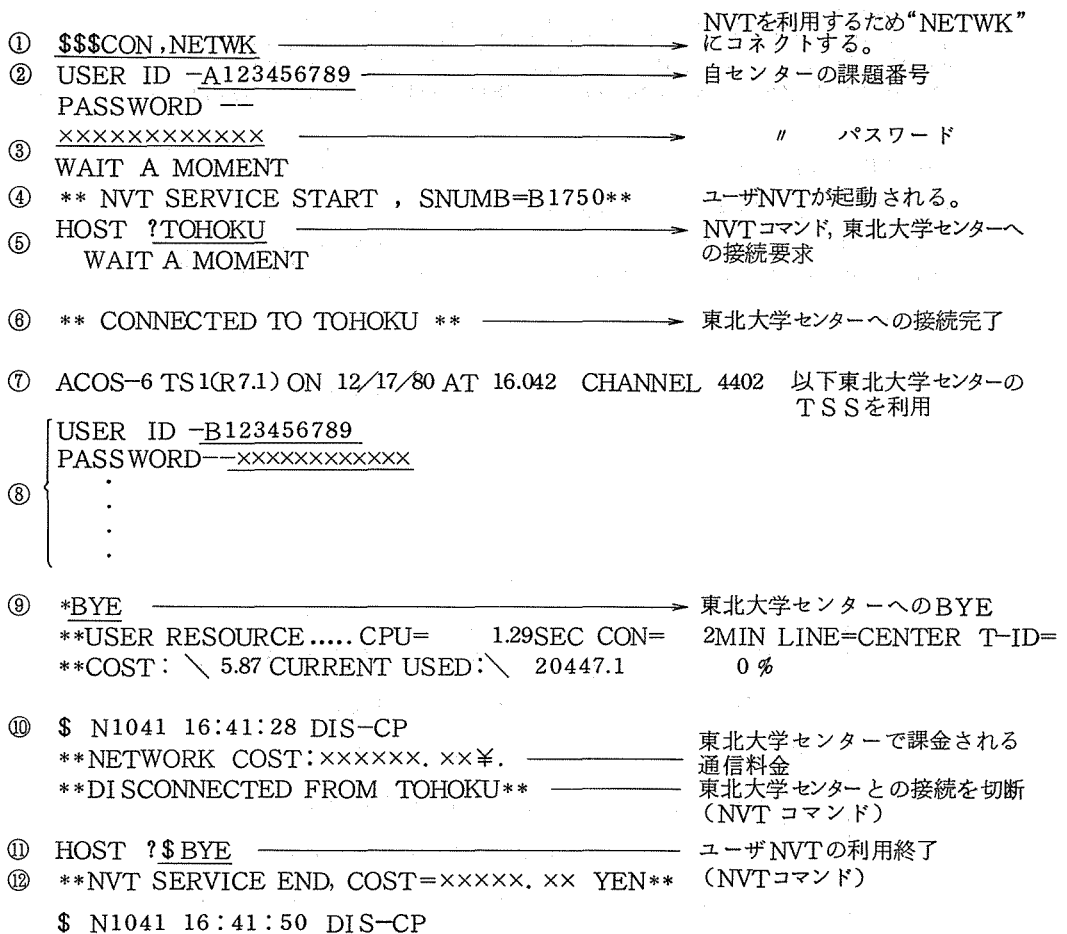 ① $$$CON,NETWK NVTを利用するため“NETWK”
にコネクトする。
② USER ID -A123456789 自センターの課題番号
PASSWORD --
③ ×××××××××××× 〃 パスワード
WAIT A MOMENT
④ ** NVT SERVICE START , SNUMB=B1750** ユーザNVTが起動される。
⑤ HOST ?TOHOKU NVTコマンド, 東北大学センターへ
の接続要求
WAIT A MOMENT
⑥ ** CONNECTED TO TOHOKU ** 東北大学センターへの接続完了
⑦ ACOS-6 TS1(R7.1) ON 12/17/80 AT 16.042 CHANNEL 4402 以下東北大学センターの
TSSを利用
⑧ USER ID -B123456789
PASSWORD--××××××××××××
.
.
.
.
⑨ *BYE 東北大学センターへのBYE
**USER RESOURCE..... CPU= 1.29SEC CON= 2MIN LINE=CENTER T-ID=
**COST: \ 5.87 CURRENT USED:\ 20447.1 0 %
⑩ $ N1041 16:41:28 DIS-CP
**NETWORK COST:××××××. ××¥. 東北大学センターで課金される
通信料金
**DISCONNECTED FROM TOHOKU** 東北大学センターとの接続を切断
(NVT コマンド)
⑪ HOST ?$BYE ユーザNVTの利用終了
(NVTコマンド)
⑫ **NVT SERVICE END, COST=×××××. ×× YEN**
$ N1041 16:41:50 DIS-CP